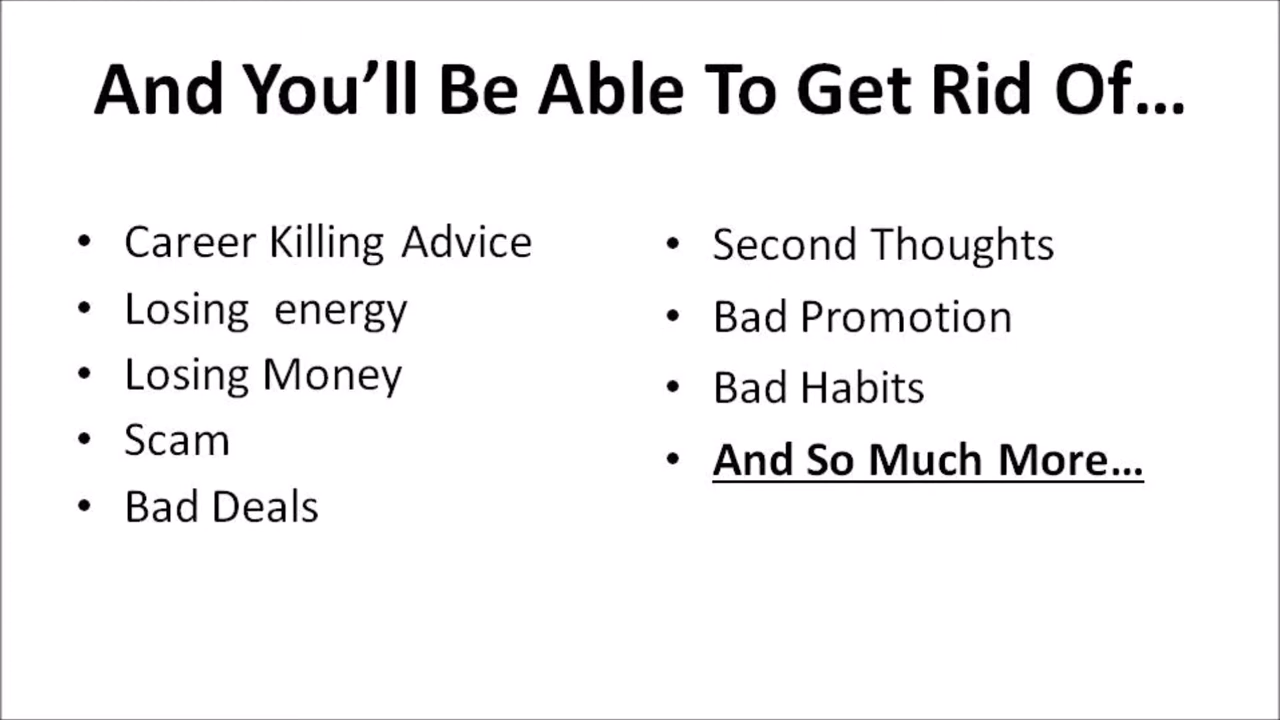 And You’ll Be Able To Get Rid Of…
• Career Killing Advice
• Losing energy
• Losing Money
• Scam
• Bad Deals
• Second Thoughts
• Bad Promotion
• Bad Habits
• And So Much More…